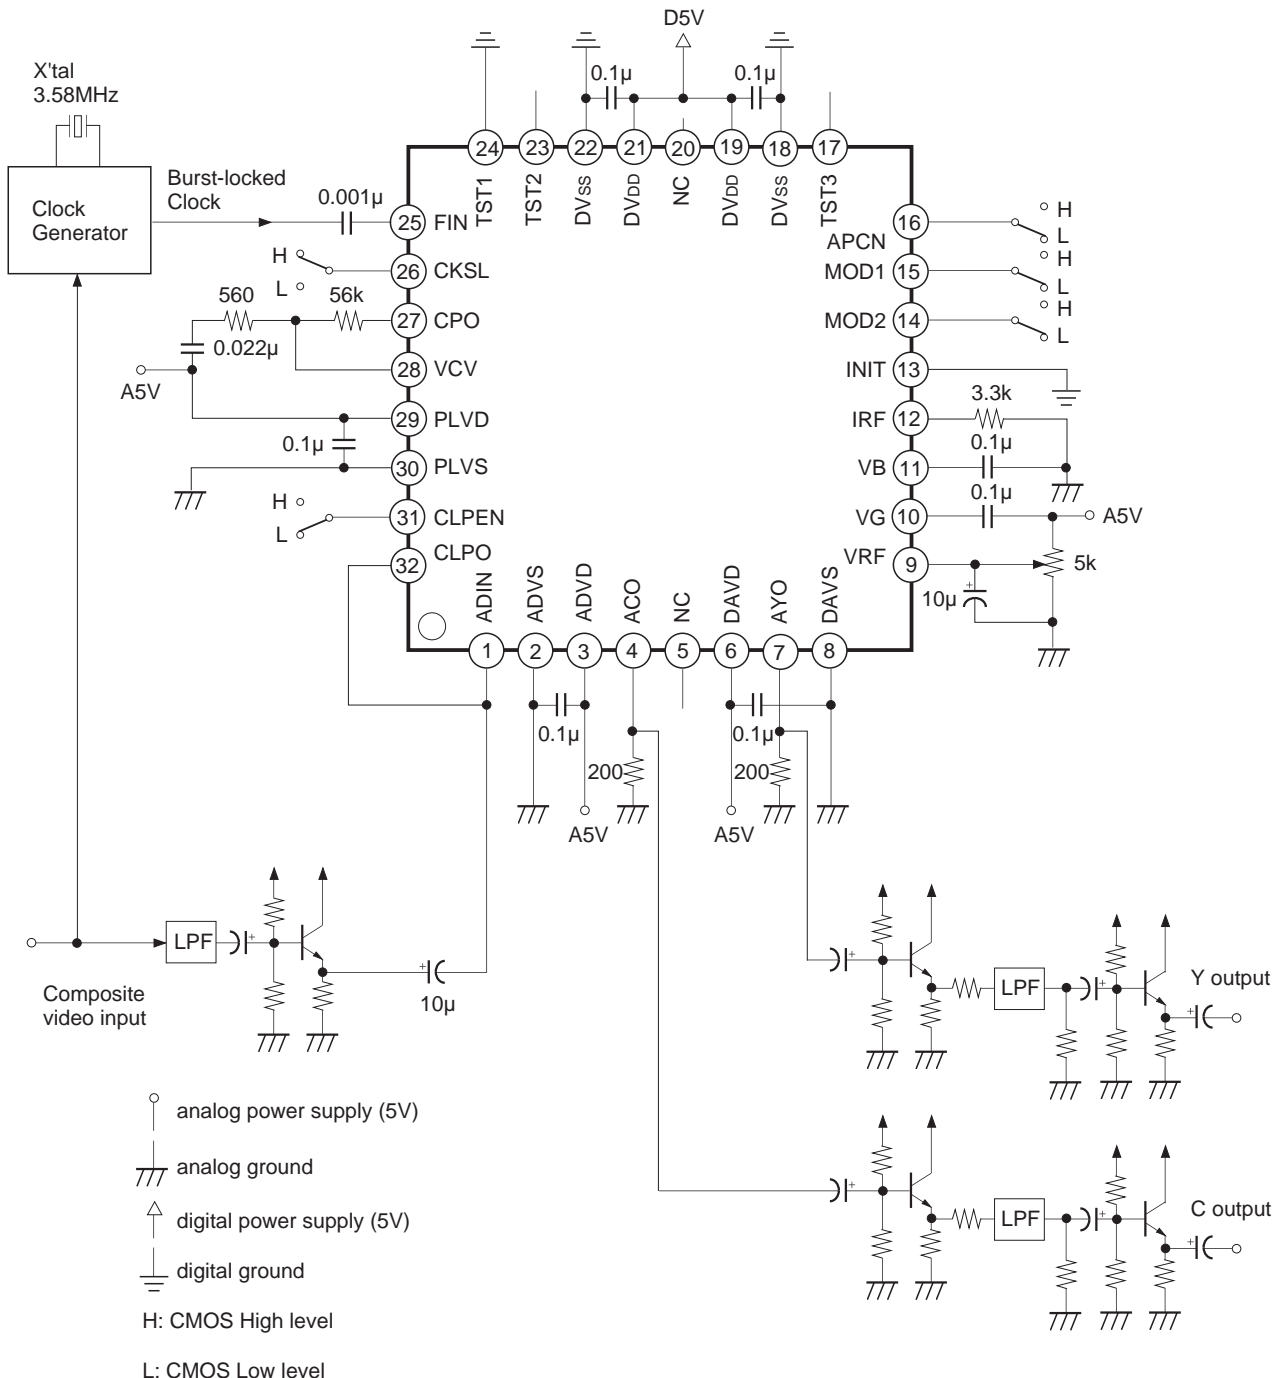 D5V
X'tal
3.58MHz
0.1µ
0.1µ
24
23
22
21
20
19
18
17
TST1
TST2
DVSS
DVDD
NC
DVDD
DVSS
TST3
Burst-locked
Clock
0.001µ
Clock
Generator
25 FIN
H
L
26 CKSL
560
56k
27 CPO
0.022µ
28 VCV
A5V
29 PLVD
0.1µ
30 PLVS
H
L
31 CLPEN
32 CLPO
16
APCN
H
L
MOD1 15
H
L
MOD2 14
H
L
INIT 13
3.3k
IRF 12
0.1µ
VB 11
0.1µ
VG 10
A5V
VRF 9
5k
10µ
ADIN
ADVS
ADVD
ACO
NC
DAVD
AYO
DAVS
1
2
3
4
5
6
7
8
0.1µ
0.1µ
200
200
A5V
A5V
LPF
10µ
Composite
video input
LPF
Y output
LPF
C output
analog power supply (5V)
analog ground
digital power supply (5V)
digital ground
H: CMOS High level
L: CMOS Low level